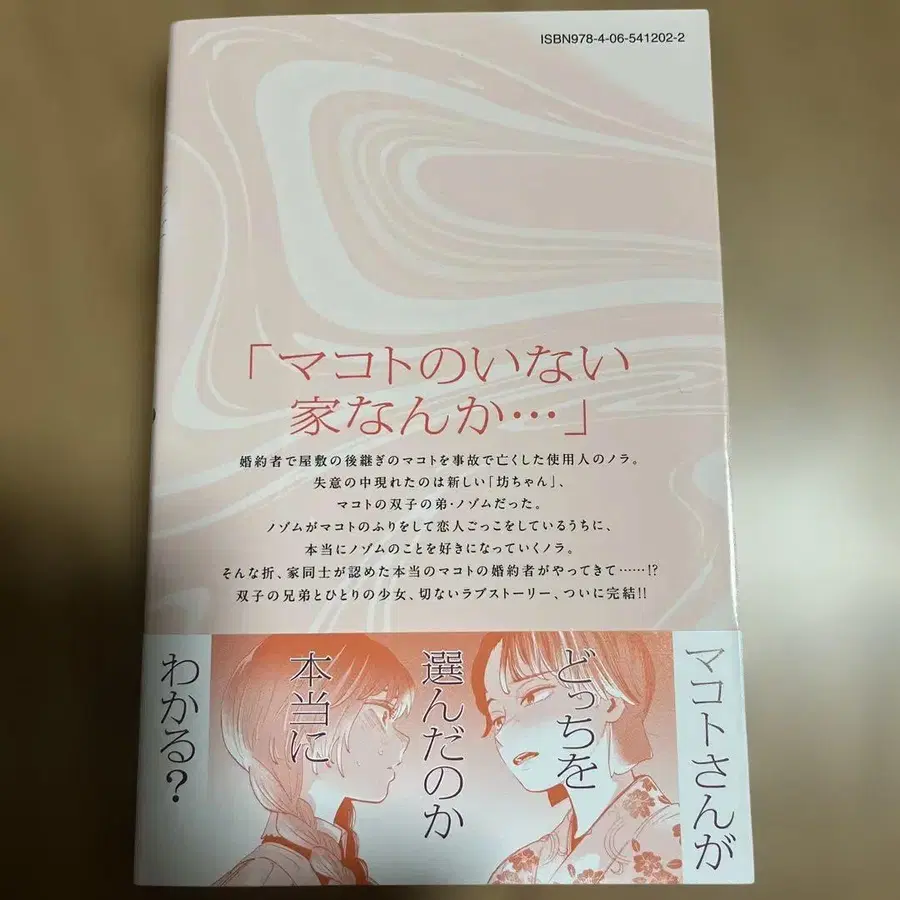 ISBN978-4-06-541202-2
「マコトのいない
家なんか…」
婚約者で屋敷の後継ぎのマコトを事故で亡くした使用人のノラ。
失意の中現れたのは新しい「坊ちゃん」、
マコトの双子の弟・ノゾムだった。
ノゾムがマコトのふりをして恋人ごっこをしているうちに、
本当にノゾムのことを好きになっていくノラ。
そんな折、家同士が認めた本当のマコトの婚約者がやってきて……!?
双子の兄弟とひとりの少女、切ないラブストーリー、ついに完結!!
マコトさんが
どっちを
選んだのか
本当に
わかる?